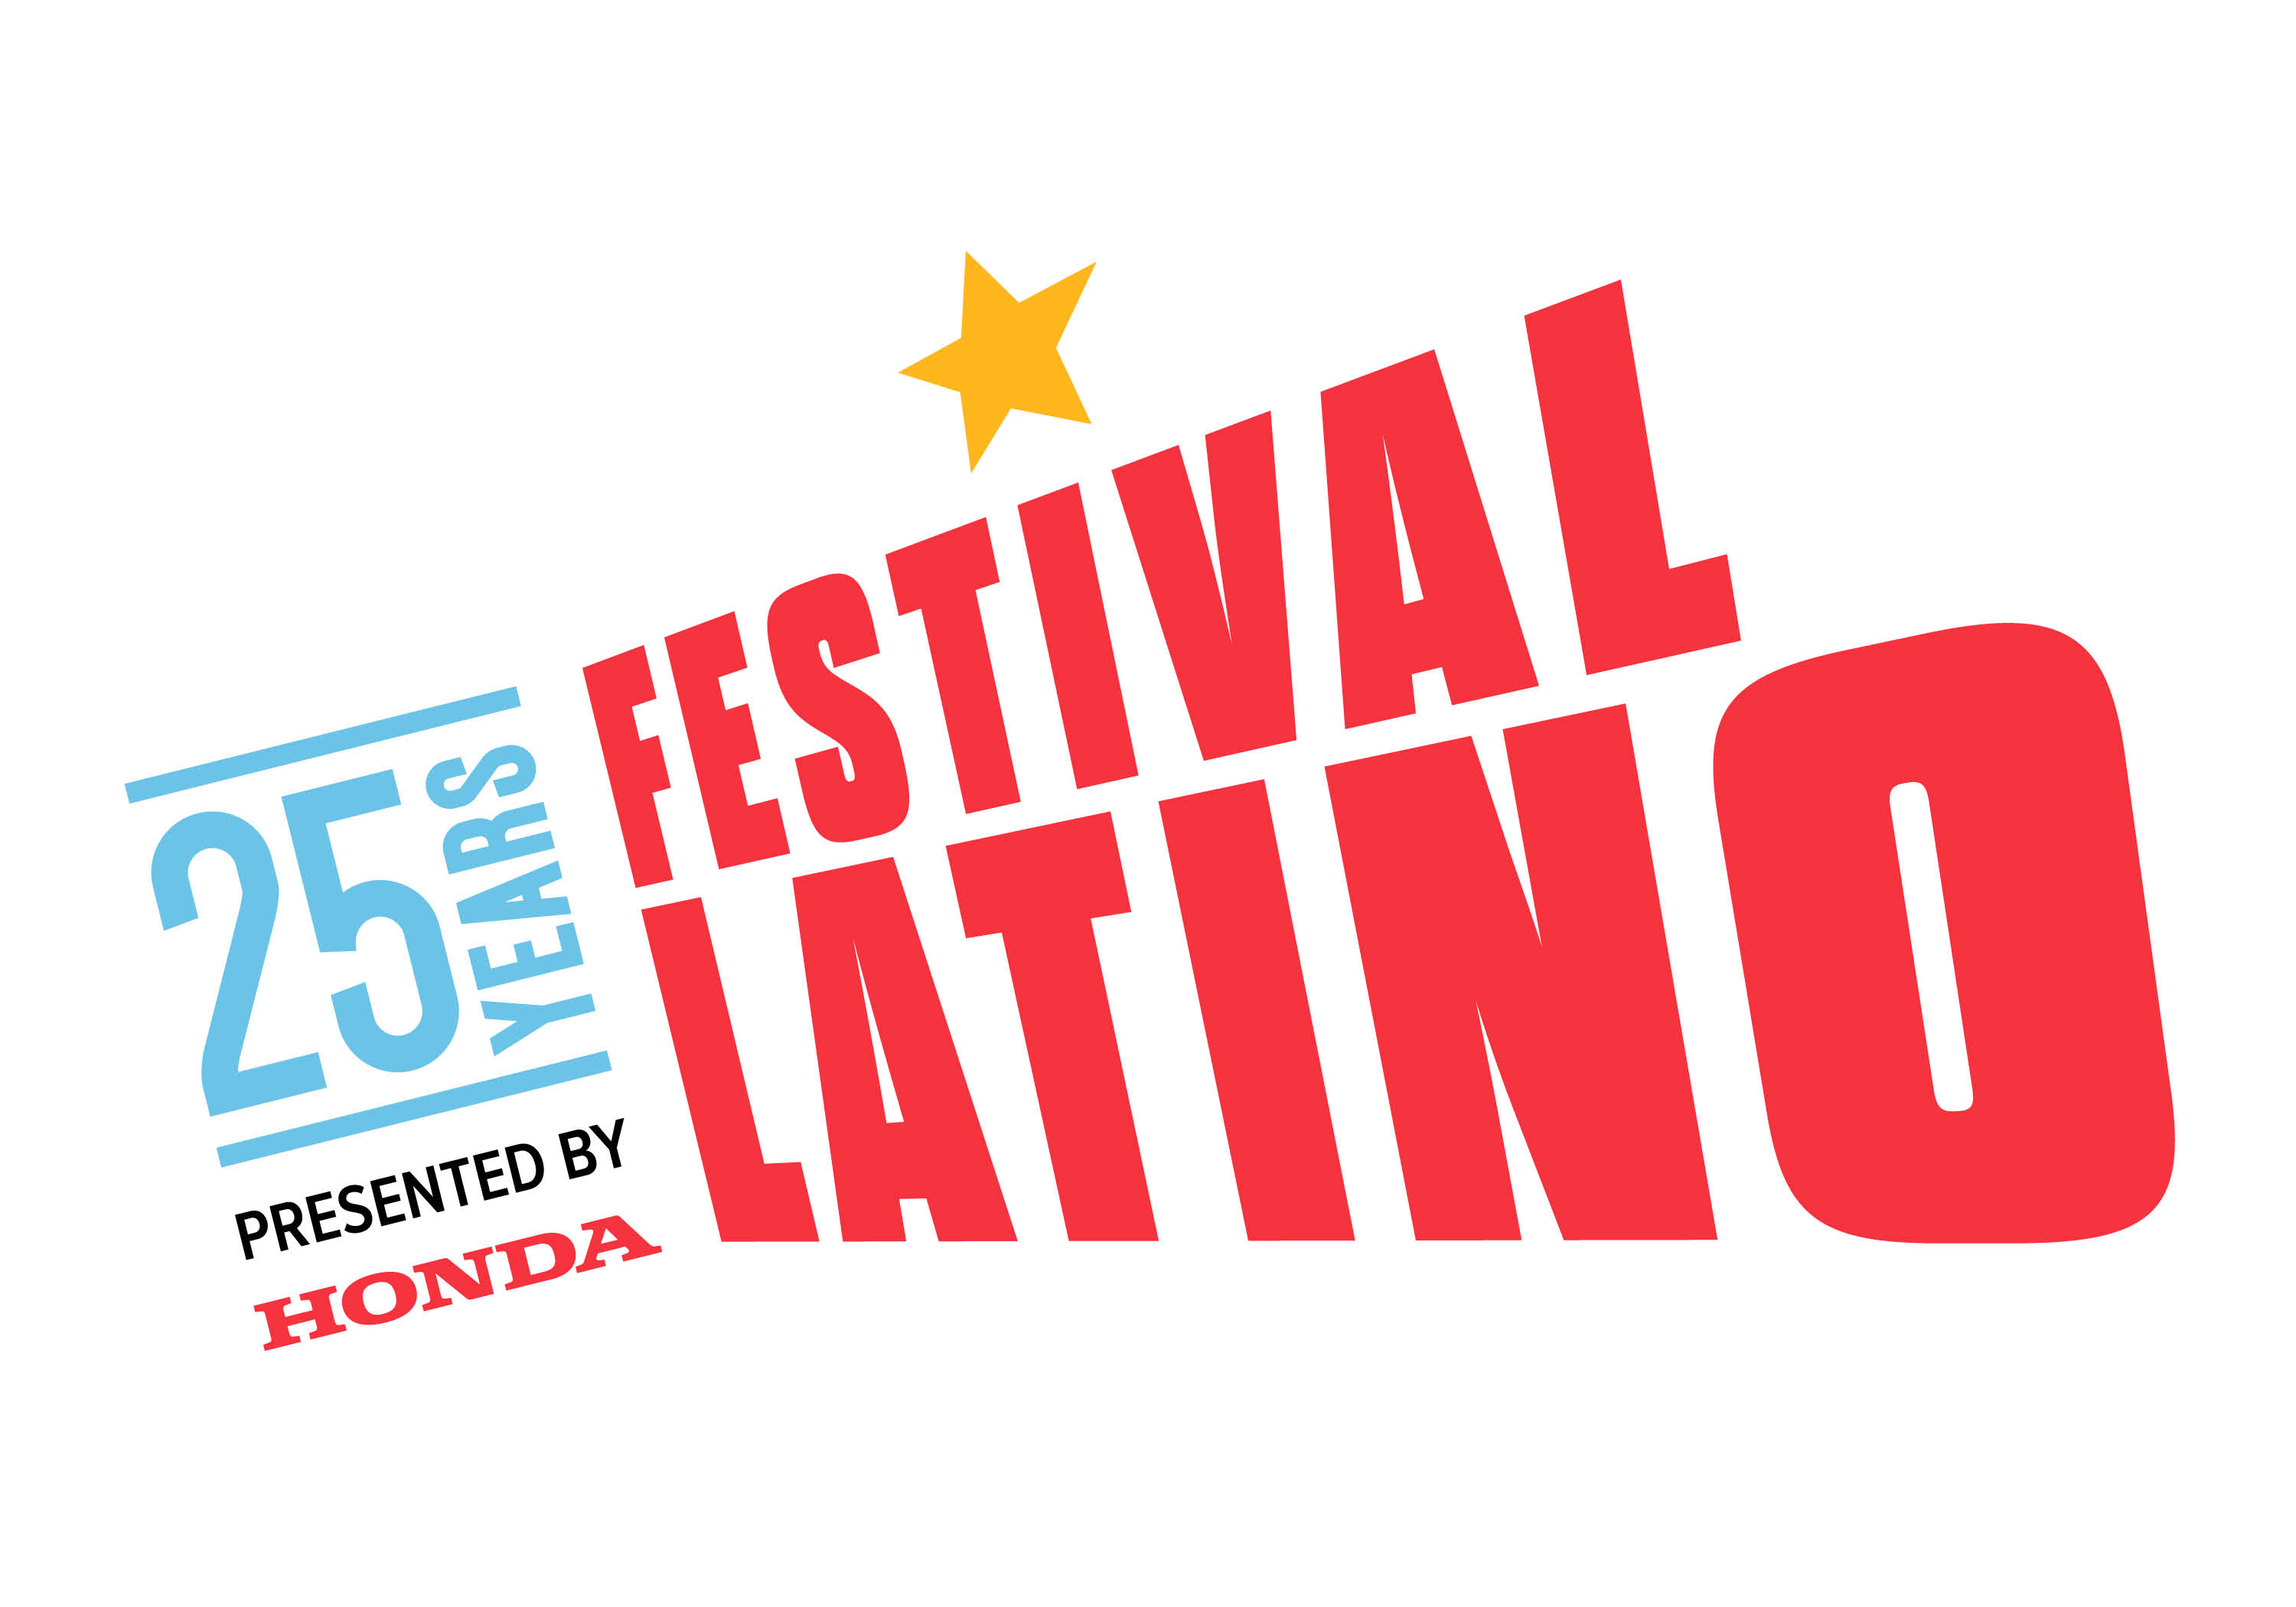 25 YEARS
PRESENTED BY
HONDA
FESTIVAL
LATINO